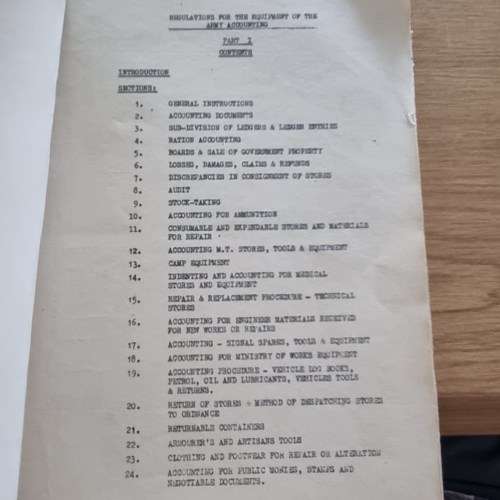 REGULATIONS FOR THE EQUIPMENT OF THE
ARMY ACCOUNTING
PART I
CONTENTS
INTRODUCTION
SECTIONS:
1. GENERAL INSTRUCTIONS
2. ACCOUNTING DOCUMENTS
3. SUB-DIVISION OF LEDGERS & LEDGER ENTRIES
4. RATION ACCOUNTING
5. BOARDS & SALE OF GOVERNMENT PROPERTY
6. LOSSES, DAMAGES, CLAIMS & REFUNDS
7. DISCREPANCIES IN CONSIGNMENT OF STORES
8. AUDIT
9. STOCK-TAKING
10. ACCOUNTING FOR AMMUNITION
11. CONSUMABLE AND EXPENDABLE STORES AND MATERIALS
FOR REPAIR
12. ACCOUNTING M.T. STORES, TOOLS & EQUIPMENT
13. CAMP EQUIPMENT
14. INDENTING AND ACCOUNTING FOR MEDICAL
STORES AND EQUIPMENT
15. REPAIR & REPLACEMENT PROCEDURE - TECHNICAL
STORES
16. ACCOUNTING FOR ENGINEER MATERIALS RECEIVED
FOR NEW WORKS OR REPAIRS
17. ACCOUNTING - SIGNAL SPARES, TOOLS & EQUIPMENT
18. ACCOUNTING FOR MINISTRY OF WORKS EQUIPMENT
19. ACCOUNTING PROCEDURE - VEHICLE LOG BOOKS,
PETROL, OIL AND LUBRICANTS, VEHICLES TOOLS
& RETURNS.
20. RETURN OF STORES & METHOD OF DESPATCHING STORES
TO ORDNANCE
21. RETURNABLE CONTAINERS
22. ARMOURER'S AND ARTISANS TOOLS
23. CLOTHING AND FOOTWEAR FOR REPAIR OR ALTERATION
24. ACCOUNTING FOR PUBLIC MONIES, STAMPS AND
NEGOTIABLE DOCUMENTS.